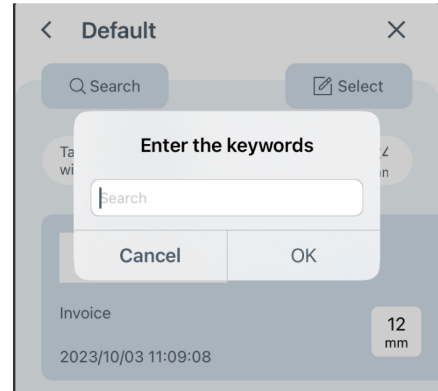 Default
Search
Select
Enter the keywords
Search
Cancel
OK
Invoice
12
mm
2023/10/03 11:09:08